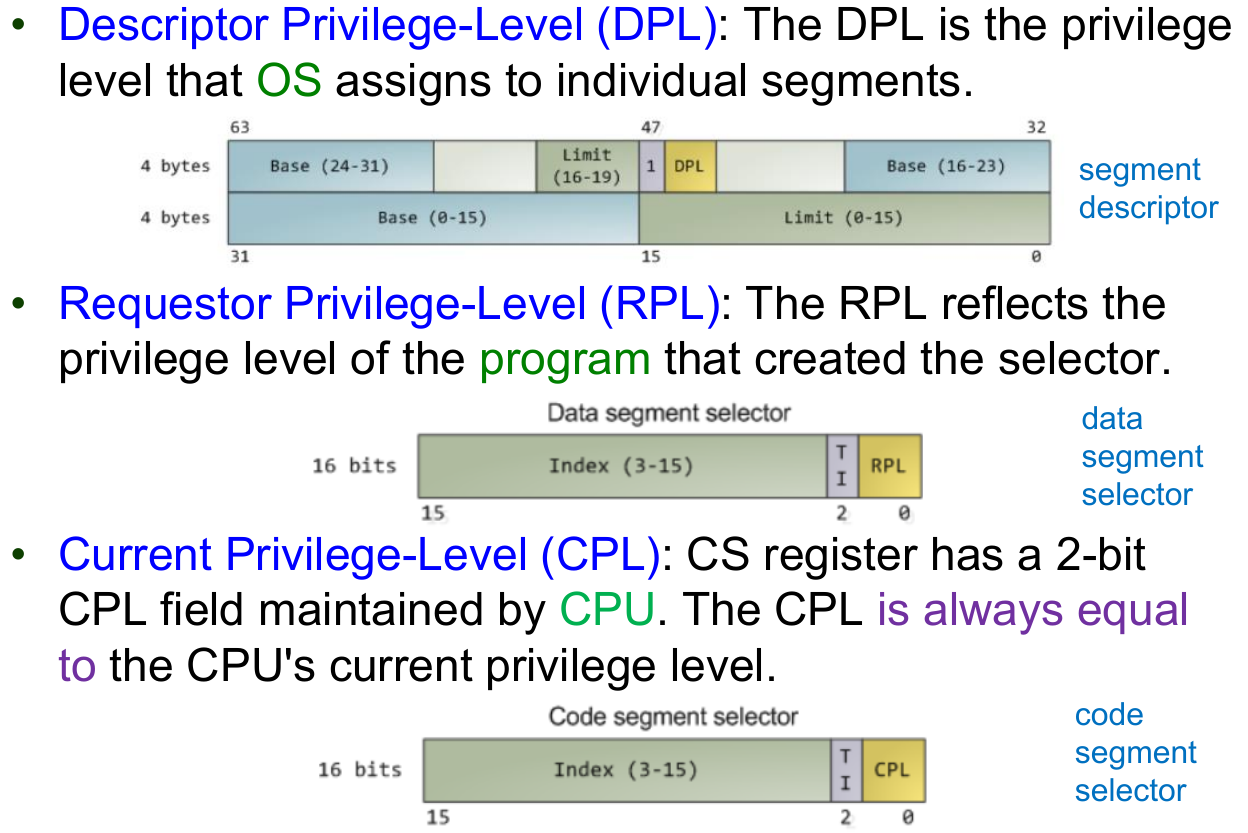 • Descriptor Privilege-Level (DPL): The DPL is the privilege
level that OS assigns to individual segments.
63 47 32
4 bytes Base (24-31) Limit (16-19) 1 DPL Base (16-23)
4 bytes Base (0-15) Limit (0-15)
31 15 0
segment
descriptor
• Requestor Privilege-Level (RPL): The RPL reflects the
privilege level of the program that created the selector.
Data segment selector
16 bits Index (3-15) TI RPL
15 2 0
data
segment
selector
• Current Privilege-Level (CPL): CS register has a 2-bit
CPL field maintained by CPU. The CPL is always equal
to the CPU's current privilege level.
Code segment selector
16 bits Index (3-15) TI CPL
15 2 0
code
segment
selector